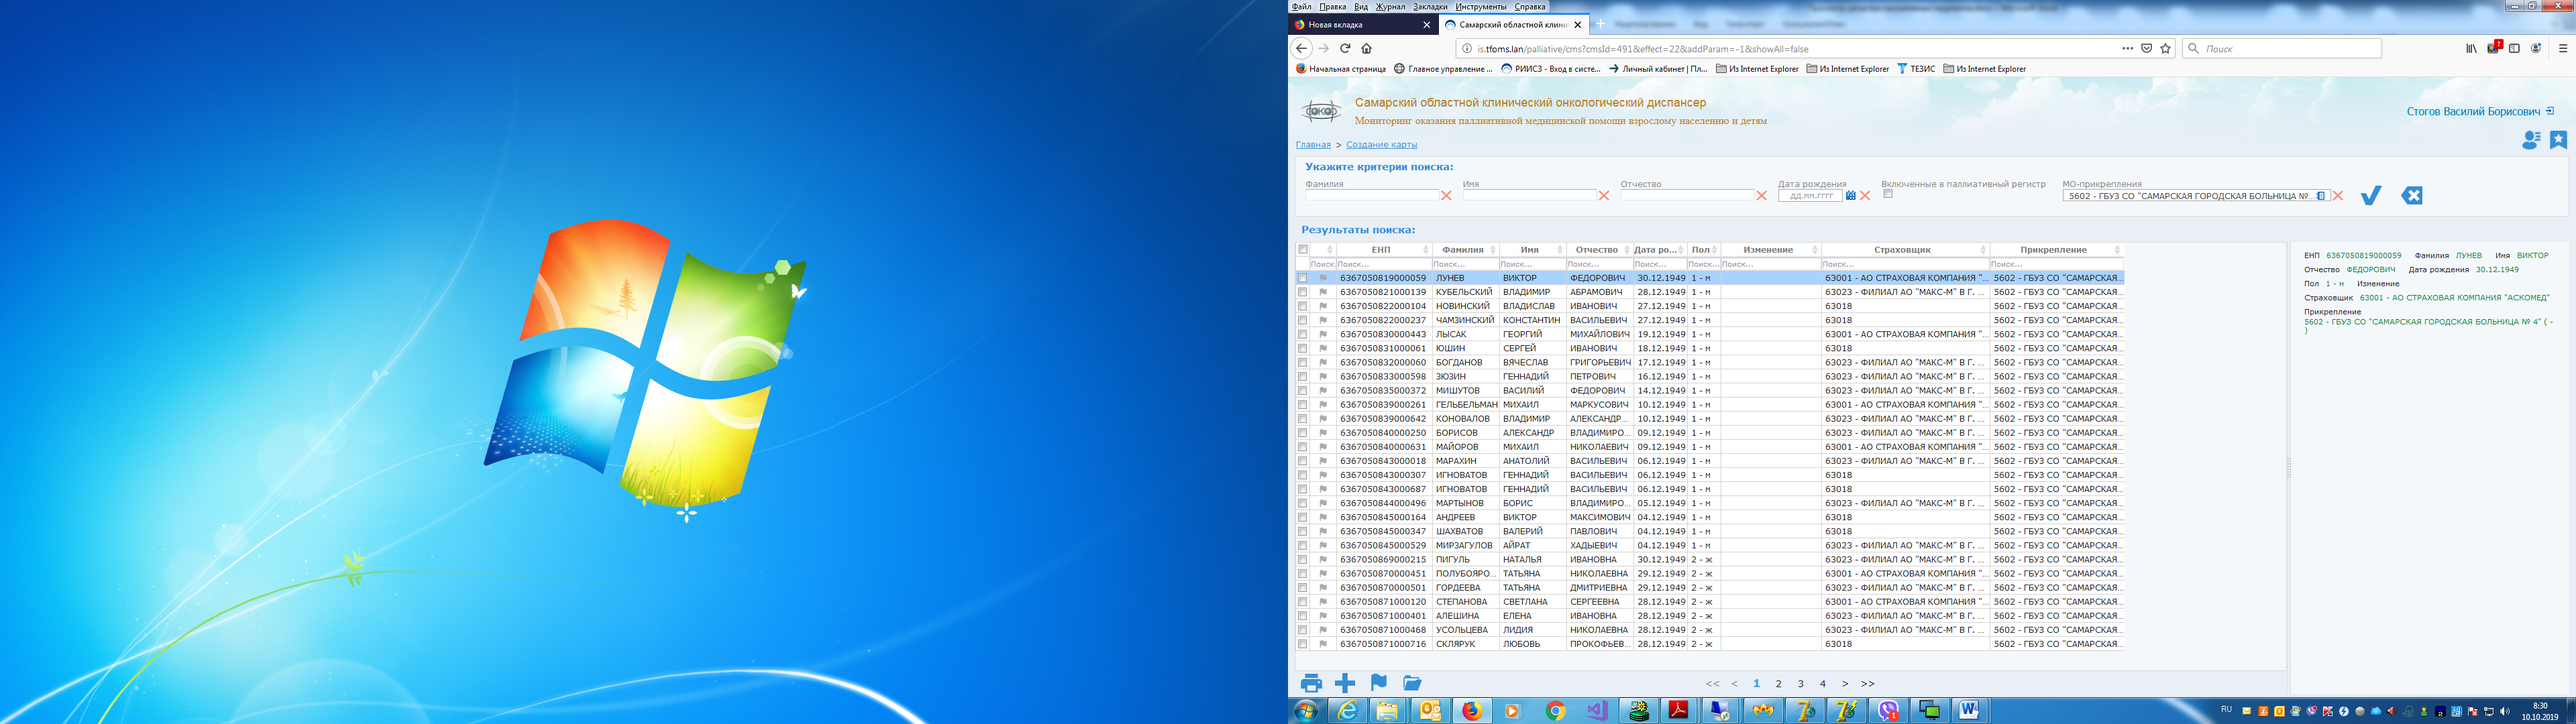 Файл Правка Вид Журнал Закладки Инструменты Справка
Новая вкладка
Самарский областной клини
is.tfoms.lan/palliative/cms?cmsId=491&effect=22&addParam=-1&showAll=false
Поиск
Начальная страница Главное управление ... РИИСЗ - Вход в систе... Личный кабинет | Пл... Из Internet Explorer Из Internet Explorer ТЕЗИС Из Internet Explorer
Самарский областной клинический онкологический диспансер
Мониторинг оказания паллиативной медицинской помощи взрослому населению и детям
Стогов Василий Борисович
Главная > Создание карты
Укажите критерии поиска:
Фамилия Имя Отчество Дата рождения Включенные в паллиативный регистр МО-прикрепления
дд.мм.гггг 5602 - ГБУЗ СО "САМАРСКАЯ ГОРОДСКАЯ БОЛЬНИЦА №...
Результаты поиска:
ЕНП Фамилия Имя Отчество Дата ро... Пол Изменение Страховщик Прикрепление
Поиск... Поиск... Поиск... Поиск... Поиск... Поиск... Поиск... Поиск... Поиск... Поиск...
6367050819000059 ЛУНЕВ ВИКТОР ФЕДОРОВИЧ 30.12.1949 1 - м 63001 - АО СТРАХОВАЯ КОМПАНИЯ "... 5602 - ГБУЗ СО "САМАРСКАЯ...
6367050821000139 КУБЕЛЬСКИЙ ВЛАДИМИР АБРАМОВИЧ 28.12.1949 1 - м 63023 - ФИЛИАЛ АО "МАКС-М" В Г. ... 5602 - ГБУЗ СО "САМАРСКАЯ...
6367050822000104 НОВИНСКИЙ ВЛАДИСЛАВ ИВАНОВИЧ 27.12.1949 1 - м 63018 5602 - ГБУЗ СО "САМАРСКАЯ...
6367050822000237 ЧАМЗИНСКИЙ КОНСТАНТИН ВАСИЛЬЕВИЧ 27.12.1949 1 - м 63018 5602 - ГБУЗ СО "САМАРСКАЯ...
6367050830000443 ЛЫСАК ГЕОРГИЙ МИХАЙЛОВИЧ 19.12.1949 1 - м 63001 - АО СТРАХОВАЯ КОМПАНИЯ "... 5602 - ГБУЗ СО "САМАРСКАЯ...
6367050831000061 ЮШИН СЕРГЕЙ ИВАНОВИЧ 18.12.1949 1 - м 63018 5602 - ГБУЗ СО "САМАРСКАЯ...
6367050832000060 БОГДАНОВ ВЯЧЕСЛАВ ГРИГОРЬЕВИЧ 17.12.1949 1 - м 63023 - ФИЛИАЛ АО "МАКС-М" В Г. ... 5602 - ГБУЗ СО "САМАРСКАЯ...
6367050833000598 ЗЮЗИН ГЕННАДИЙ ПЕТРОВИЧ 16.12.1949 1 - м 63023 - ФИЛИАЛ АО "МАКС-М" В Г. ... 5602 - ГБУЗ СО "САМАРСКАЯ...
6367050835000372 МИШУТОВ ВАСИЛИЙ ФЕДОРОВИЧ 14.12.1949 1 - м 63023 - ФИЛИАЛ АО "МАКС-М" В Г. ... 5602 - ГБУЗ СО "САМАРСКАЯ...
6367050839000261 ГЕЛЬБЕЛЬМАН МИХАИЛ МАРКУСОВИЧ 10.12.1949 1 - м 63001 - АО СТРАХОВАЯ КОМПАНИЯ "... 5602 - ГБУЗ СО "САМАРСКАЯ...
6367050839000642 КОНОВАЛОВ ВЛАДИМИР АЛЕКСАНДР... 10.12.1949 1 - м 63023 - ФИЛИАЛ АО "МАКС-М" В Г. ... 5602 - ГБУЗ СО "САМАРСКАЯ...
6367050840000250 БОРИСОВ АЛЕКСАНДР ВЛАДИМИРО... 09.12.1949 1 - м 63023 - ФИЛИАЛ АО "МАКС-М" В Г. ... 5602 - ГБУЗ СО "САМАРСКАЯ...
6367050840000631 МАЙОРОВ МИХАИЛ НИКОЛАЕВИЧ 09.12.1949 1 - м 63001 - АО СТРАХОВАЯ КОМПАНИЯ "... 5602 - ГБУЗ СО "САМАРСКАЯ...
6367050843000018 МАРАХИН АНАТОЛИЙ ВАСИЛЬЕВИЧ 06.12.1949 1 - м 63023 - ФИЛИАЛ АО "МАКС-М" В Г. ... 5602 - ГБУЗ СО "САМАРСКАЯ...
6367050843000307 ИГНОВАТОВ ГЕННАДИЙ ВАСИЛЬЕВИЧ 06.12.1949 1 - м 63018 5602 - ГБУЗ СО "САМАРСКАЯ...
6367050843000687 ИГНОВАТОВ ГЕННАДИЙ ВАСИЛЬЕВИЧ 06.12.1949 1 - м 63018 5602 - ГБУЗ СО "САМАРСКАЯ...
6367050844000496 МАРТЫНОВ БОРИС ВЛАДИМИРО... 05.12.1949 1 - м 63023 - ФИЛИАЛ АО "МАКС-М" В Г. ... 5602 - ГБУЗ СО "САМАРСКАЯ...
6367050845000164 АНДРЕЕВ ВИКТОР МАКСИМОВИЧ 04.12.1949 1 - м 63018 5602 - ГБУЗ СО "САМАРСКАЯ...
6367050845000347 ШАХВАТОВ ВАЛЕРИЙ ПАВЛОВИЧ 04.12.1949 1 - м 63018 5602 - ГБУЗ СО "САМАРСКАЯ...
6367050845000529 МИРЗАГУЛОВ АЙРАТ ХАДЫЕВИЧ 04.12.1949 1 - м 63023 - ФИЛИАЛ АО "МАКС-М" В Г. ... 5602 - ГБУЗ СО "САМАРСКАЯ...
6367050869000215 ПИГУЛЬ НАТАЛЬЯ ИВАНОВНА 30.12.1949 2 - ж 63023 - ФИЛИАЛ АО "МАКС-М" В Г. ... 5602 - ГБУЗ СО "САМАРСКАЯ...
6367050870000451 ПОЛУБОЯРО... ТАТЬЯНА НИКОЛАЕВНА 29.12.1949 2 - ж 63001 - АО СТРАХОВАЯ КОМПАНИЯ "... 5602 - ГБУЗ СО "САМАРСКАЯ...
6367050870000501 ГОРДЕЕВА ТАТЬЯНА ДМИТРИЕВНА 29.12.1949 2 - ж 63023 - ФИЛИАЛ АО "МАКС-М" В Г. ... 5602 - ГБУЗ СО "САМАРСКАЯ...
6367050871000120 СТЕПАНОВА СВЕТЛАНА СЕРГЕЕВНА 28.12.1949 2 - ж 63001 - АО СТРАХОВАЯ КОМПАНИЯ "... 5602 - ГБУЗ СО "САМАРСКАЯ...
6367050871000401 АЛЕШИНА ЕЛЕНА ИВАНОВНА 28.12.1949 2 - ж 63023 - ФИЛИАЛ АО "МАКС-М" В Г. ... 5602 - ГБУЗ СО "САМАРСКАЯ...
6367050871000468 УСОЛЬЦЕВА ЛИДИЯ НИКОЛАЕВНА 28.12.1949 2 - ж 63023 - ФИЛИАЛ АО "МАКС-М" В Г. ... 5602 - ГБУЗ СО "САМАРСКАЯ...
6367050871000716 СКЛЯРУК ЛЮБОВЬ ПРОКОФЬЕВ... 28.12.1949 2 - ж 63018 5602 - ГБУЗ СО "САМАРСКАЯ...
ЕНП 6367050819000059 Фамилия ЛУНЕВ Имя ВИКТОР
Отчество ФЕДОРОВИЧ Дата рождения 30.12.1949
Пол 1 - м Изменение
Страховщик 63001 - АО СТРАХОВАЯ КОМПАНИЯ "АСКОМЕД"
Прикрепление
5602 - ГБУЗ СО "САМАРСКАЯ ГОРОДСКАЯ БОЛЬНИЦА № 4" ( -
)
<< < 1 2 3 4 > >>
RU
8:30
10.10.2019